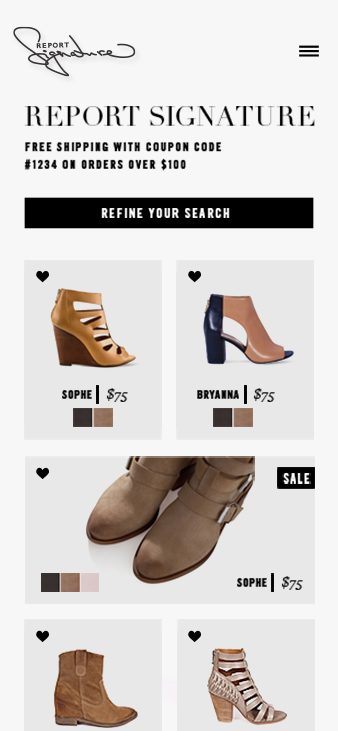 REPORT
Signature
REPORT SIGNATURE
FREE SHIPPING WITH COUPON CODE
#1234 ON ORDERS OVER $100
REFINE YOUR SEARCH
SOPHE | $75
BRYANNA | $75
SALE
SOPHE | $75